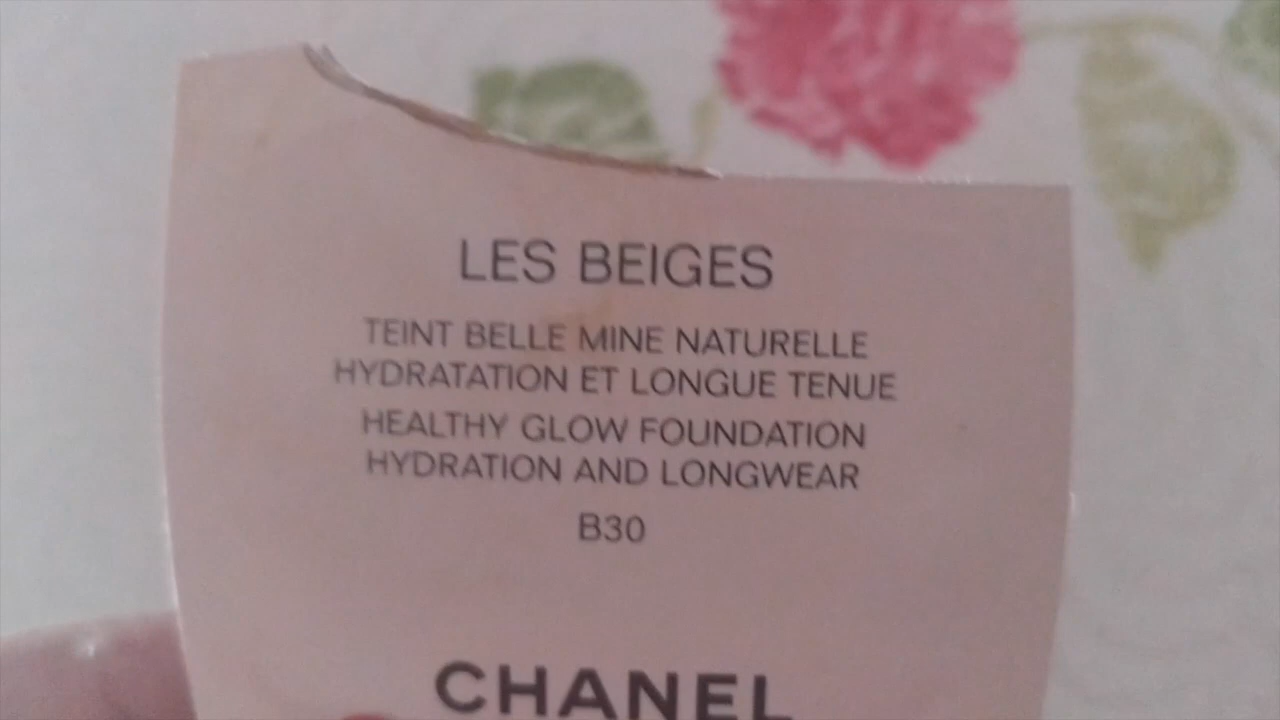 LES BEIGES
TEINT BELLE MINE NATURELLE
HYDRATATION ET LONGUE TENUE
HEALTHY GLOW FOUNDATION
HYDRATION AND LONGWEAR
B30
CHANEL